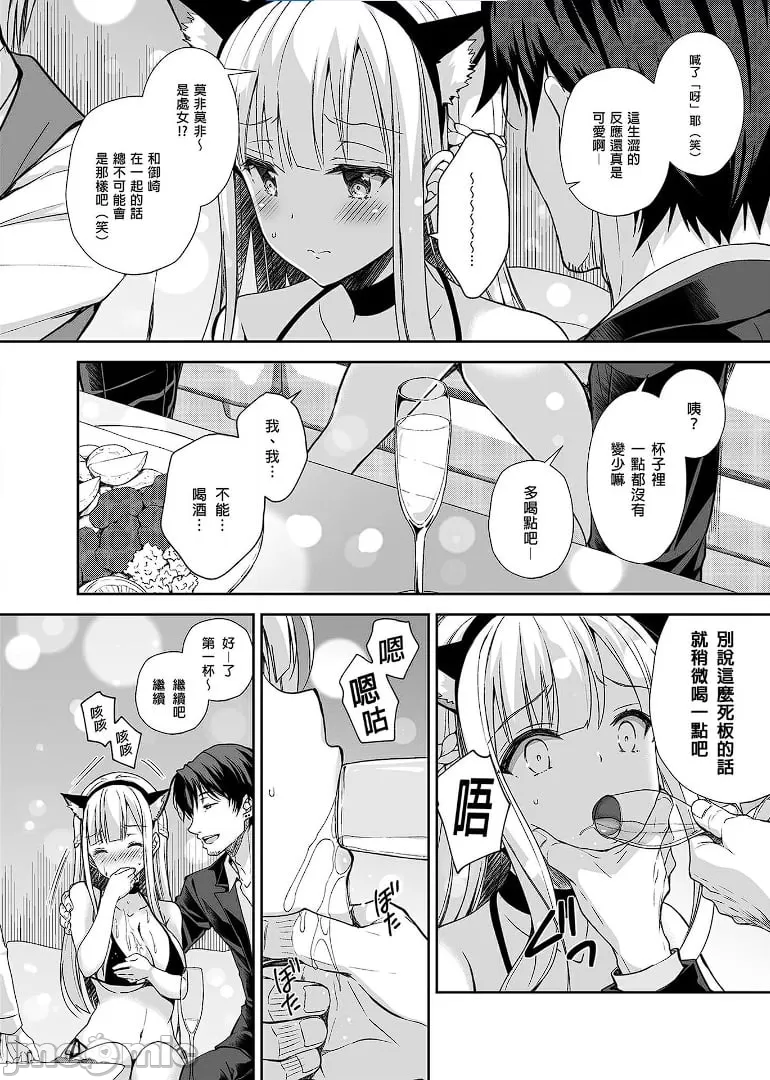 喊了「呀」耶（笑）
這生澀的
反應還真是
可愛啊—
莫非莫非～
是處女!?
和御崎
在一起的話
總不可能會
是那樣吧（笑）
咦？
杯子裡
一點都沒有
變少嘛
多喝點吧—
我、我…
不能…
喝酒…
別說這麼死板的話
就稍微喝一點吧
唔
嗯
嗯咕
ぼた
ぼた
好—了
第一杯～
繼續吧
繼續
咳咳
咳咳
jmcomic